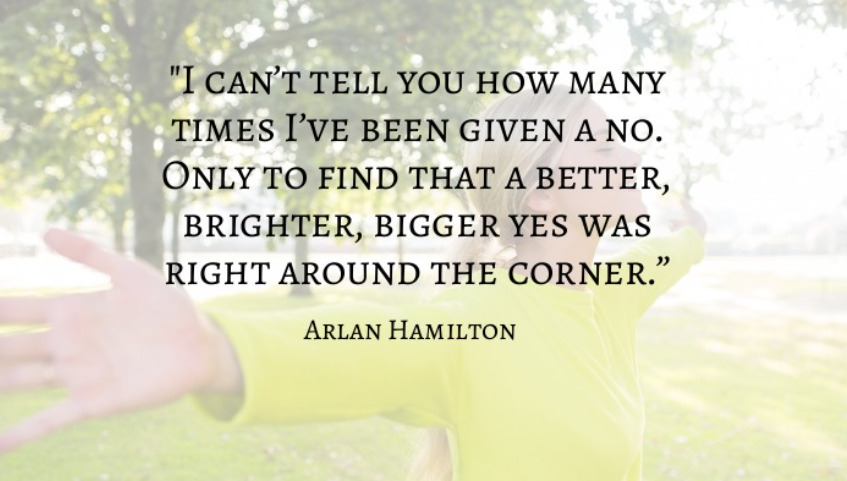 "I can’t tell you how many
times I’ve been given a no.
Only to find that a better,
brighter, bigger yes was
right around the corner.”
Arlan Hamilton